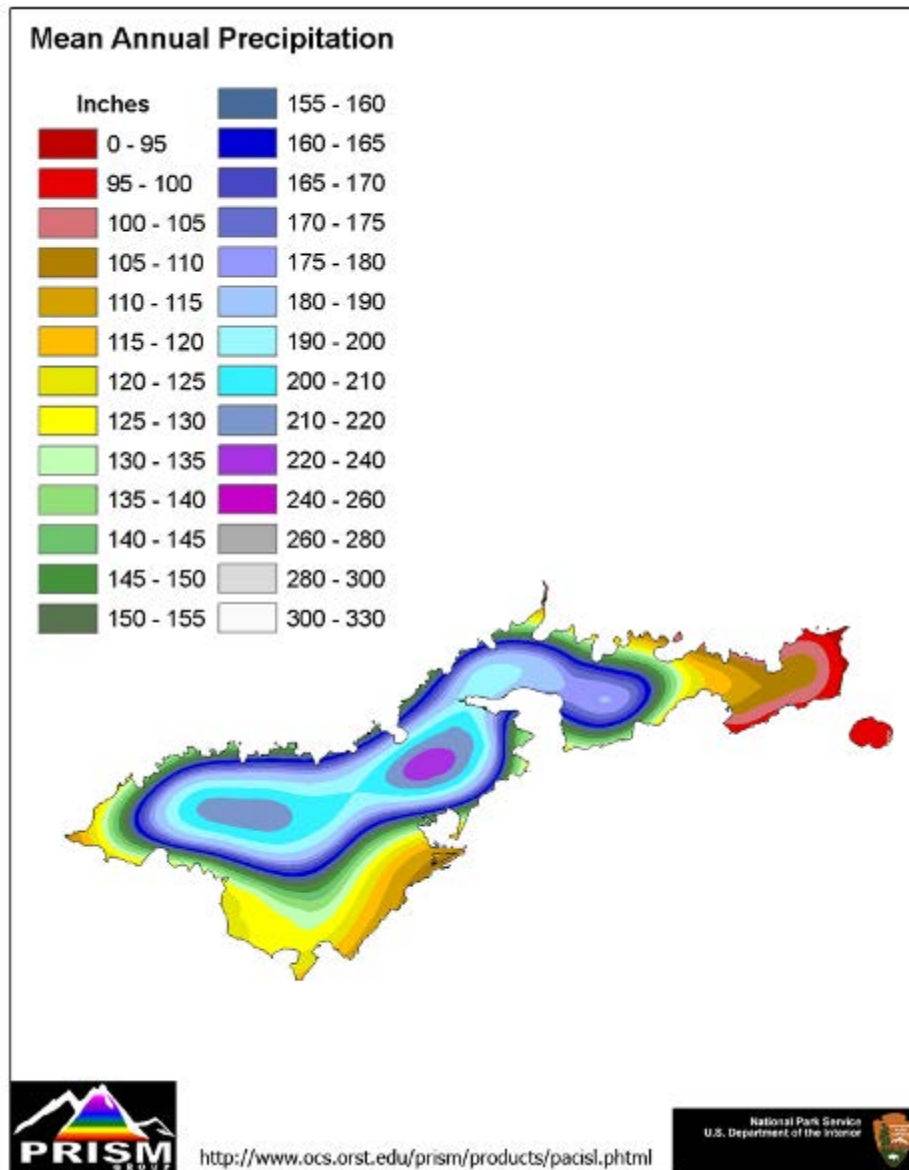 Mean Annual Precipitation
Inches
0 - 95
95 - 100
100 - 105
105 - 110
110 - 115
115 - 120
120 - 125
125 - 130
130 - 135
135 - 140
140 - 145
145 - 150
150 - 155
155 - 160
160 - 165
165 - 170
170 - 175
175 - 180
180 - 190
190 - 200
200 - 210
210 - 220
220 - 240
240 - 260
260 - 280
280 - 300
300 - 330
PRISM
GROUP
http://www.ocs.orst.edu/prism/products/pacisl.phtml
National Park Service
U.S. Department of the Interior